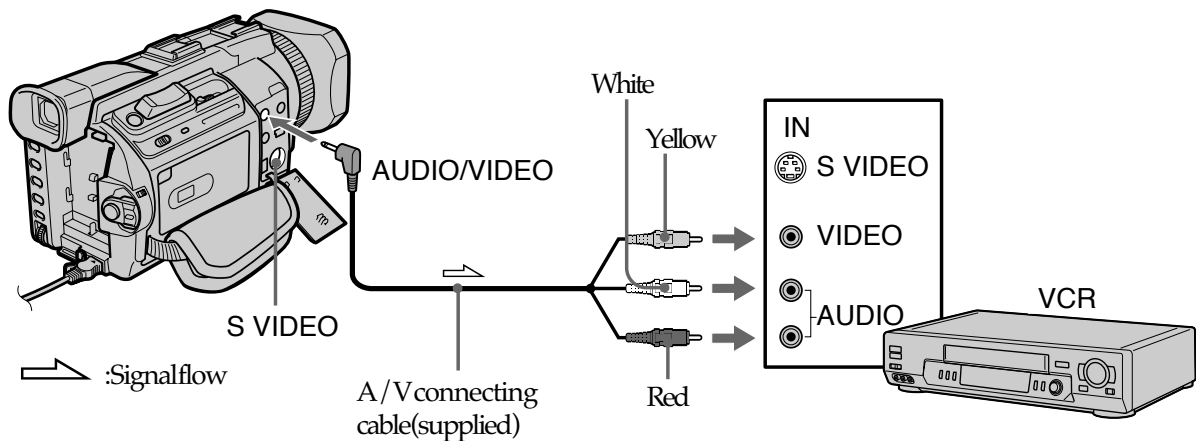 White
Yellow
IN
S VIDEO
AUDIO/VIDEO
VIDEO
AUDIO
VCR
S VIDEO
:Signalflow
A/Vconnecting
cable(supplied)
Red